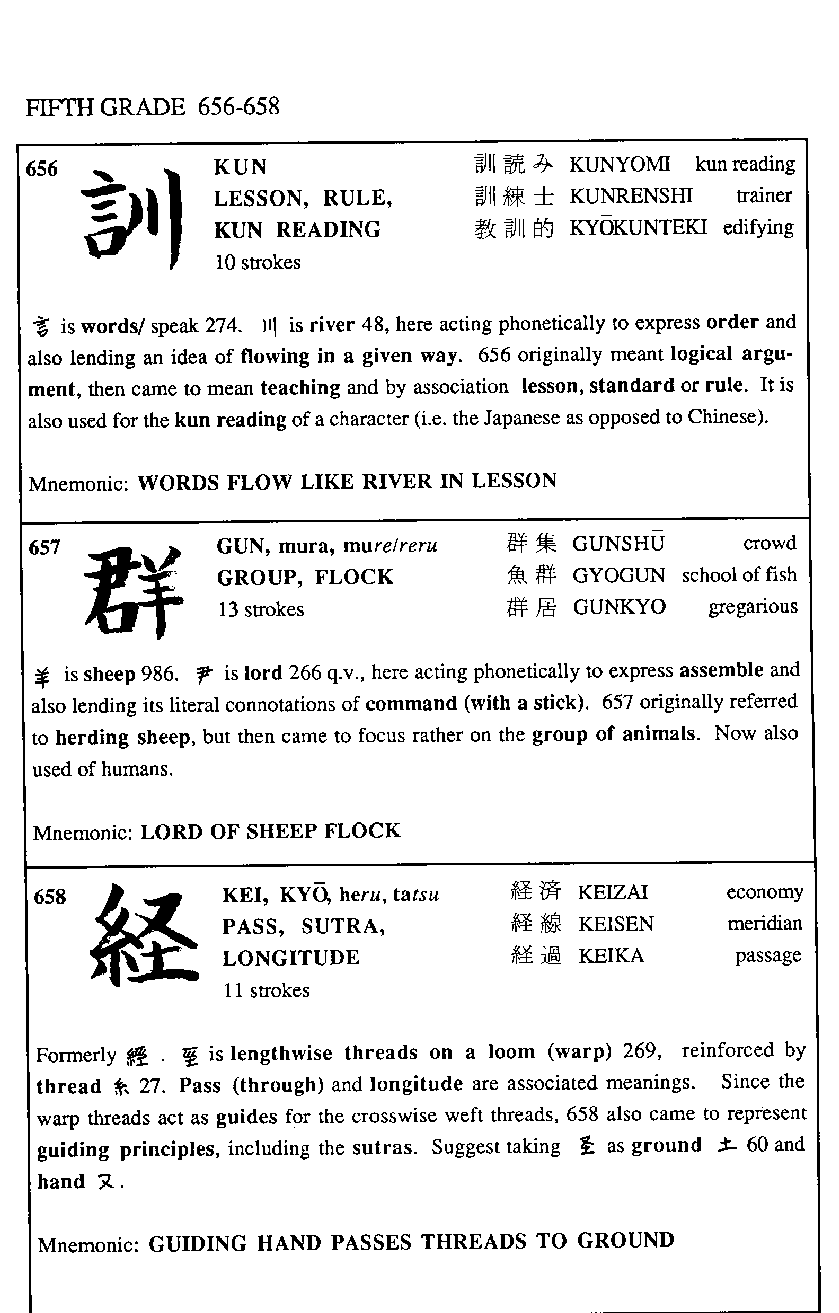 FIFTH GRADE 656-658
656 訓 KUN 訓読み KUNYOMI kun reading
LESSON, RULE, 訓練士 KUNRENSHI trainer
KUN READING 教訓的 KYŌKUNTEKI edifying
10 strokes
言 is words/ speak 274. 川 is river 48, here acting phonetically to express order and
also lending an idea of flowing in a given way. 656 originally meant logical argu-
ment, then came to mean teaching and by association lesson, standard or rule. It is
also used for the kun reading of a character (i.e. the Japanese as opposed to Chinese).
Mnemonic: WORDS FLOW LIKE RIVER IN LESSON
657 群 GUN, mura, mure/reru 群集 GUNSHŪ crowd
GROUP, FLOCK 魚群 GYOGUN school of fish
13 strokes 群居 GUNKYO gregarious
羊 is sheep 986. 尹 is lord 266 q.v., here acting phonetically to express assemble and
also lending its literal connotations of command (with a stick). 657 originally referred
to herding sheep, but then came to focus rather on the group of animals. Now also
used of humans.
Mnemonic: LORD OF SHEEP FLOCK
658 経 KEI, KYŌ, heru, tatsu 経済 KEIZAI economy
PASS, SUTRA, 経線 KEISEN meridian
LONGITUDE 経過 KEIKA passage
11 strokes
Formerly 經. 巠 is lengthwise threads on a loom (warp) 269, reinforced by
thread 糸 27. Pass (through) and longitude are associated meanings. Since the
warp threads act as guides for the crosswise weft threads, 658 also came to represent
guiding principles, including the sutras. Suggest taking 圣 as ground 土 60 and
hand 又.
Mnemonic: GUIDING HAND PASSES THREADS TO GROUND